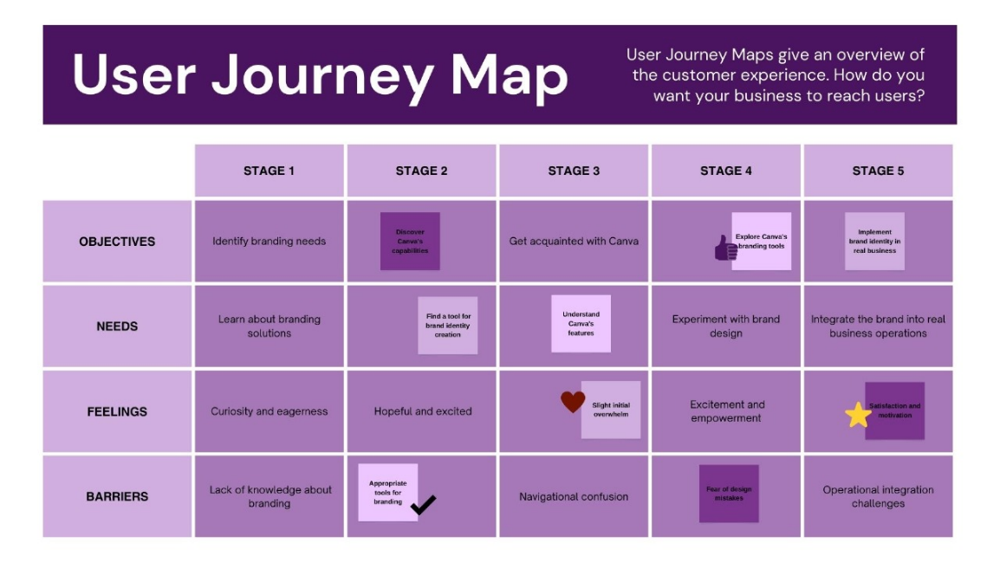 User Journey Map
User Journey Maps give an overview of
the customer experience. How do you
want your business to reach users?
STAGE 1
STAGE 2
STAGE 3
STAGE 4
STAGE 5
OBJECTIVES
Identify branding needs
Discover
Canva's
capabilities
Get acquainted with Canva
Explore Canva's
branding tools
Implement
brand identity in
real business
NEEDS
Learn about branding
solutions
Find a tool for
brand identity
creation
Understand
Canva's
features
Experiment with brand
design
Integrate the brand into real
business operations
FEELINGS
Curiosity and eagerness
Hopeful and excited
Slight initial
overwhelm
Excitement and
empowerment
Satisfaction and
motivation
BARRIERS
Lack of knowledge about
branding
Appropriate
tools for
branding
Navigational confusion
Fear of design
mistakes
Operational integration
challenges